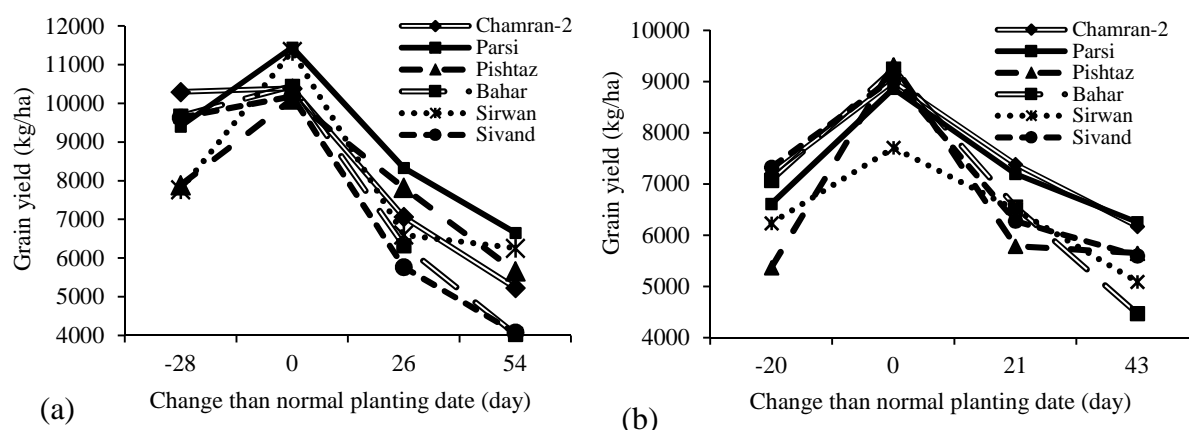 12000
11000
10000
9000
8000
7000
6000
5000
4000
Grain yield (kg/ha)
-28 0 26 54
Change than normal planting date (day)
(a)
Chamran-2
Parsi
Pishtaz
Bahar
Sirwan
Sivand
10000
9000
8000
7000
6000
5000
4000
Grain yield (kg/ha)
-20 0 21 43
Change than normal planting date (day)
(b)
Chamran-2
Parsi
Pishtaz
Bahar
Sirwan
Sivand